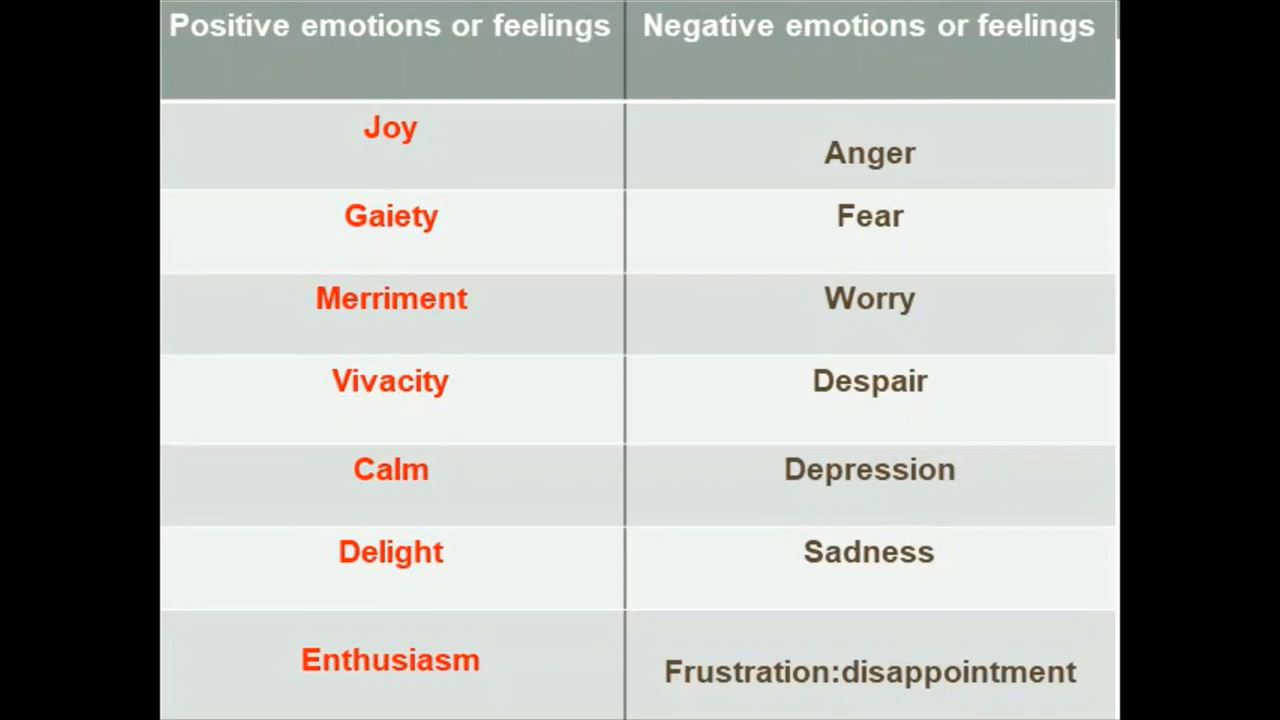 Positive emotions or feelings
Negative emotions or feelings
Joy
Anger
Gaiety
Fear
Merriment
Worry
Vivacity
Despair
Calm
Depression
Delight
Sadness
Enthusiasm
Frustration:disappointment